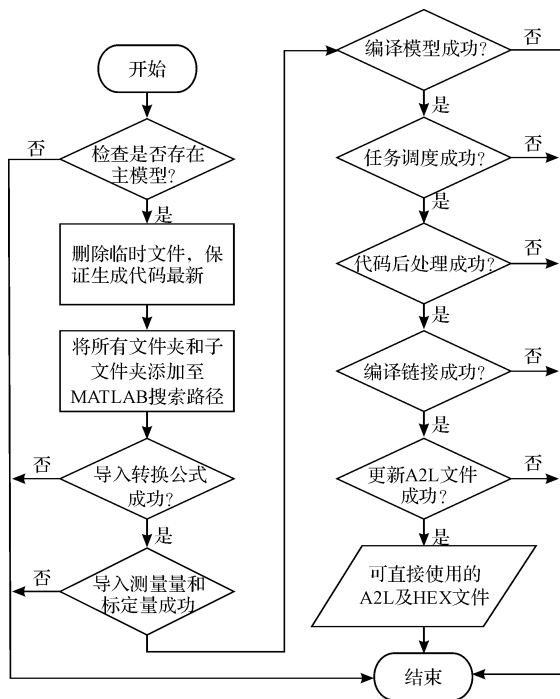 开始
否
检查是否存在
主模型?
是
删除临时文件，保
证生成代码最新
将所有文件夹和子
文件夹添加至
MATLAB搜索路径
否
导入转换公式
成功?
是
否
导入测量量和
标定量成功
编译模型成功?
否
是
任务调度成功?
否
是
代码后处理成功?
否
是
编译链接成功?
否
是
更新A2L文件
成功?
否
是
可直接使用的
A2L及HEX文件
结束